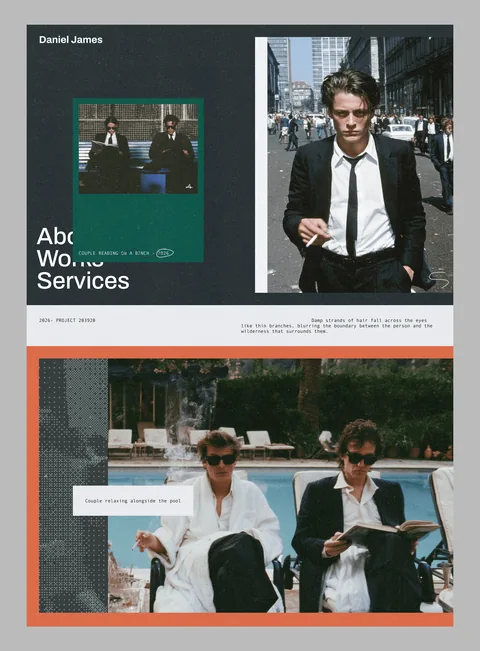 Daniel James
COUPLE READING ON A BENCH - 1926
Abo
Works
Services
2026- PROJECT 203920
Damp strands of hair fall across the eyes
like thin branches, blurring the boundary between the person and the
wilderness that surrounds them.
Couple relaxing alongside the pool